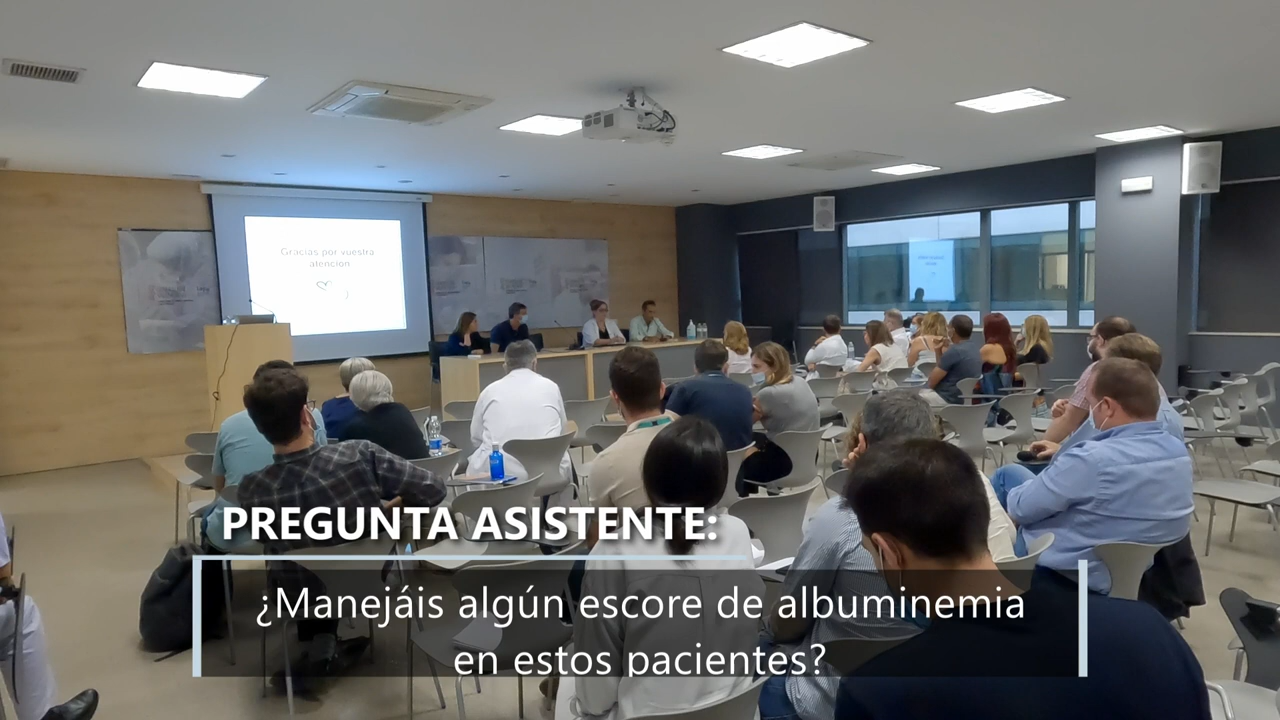 Gracias por vuestra
atención
PREGUNTA ASISTENTE:
¿Manejáis algún escore de albuminemia
en estos pacientes?